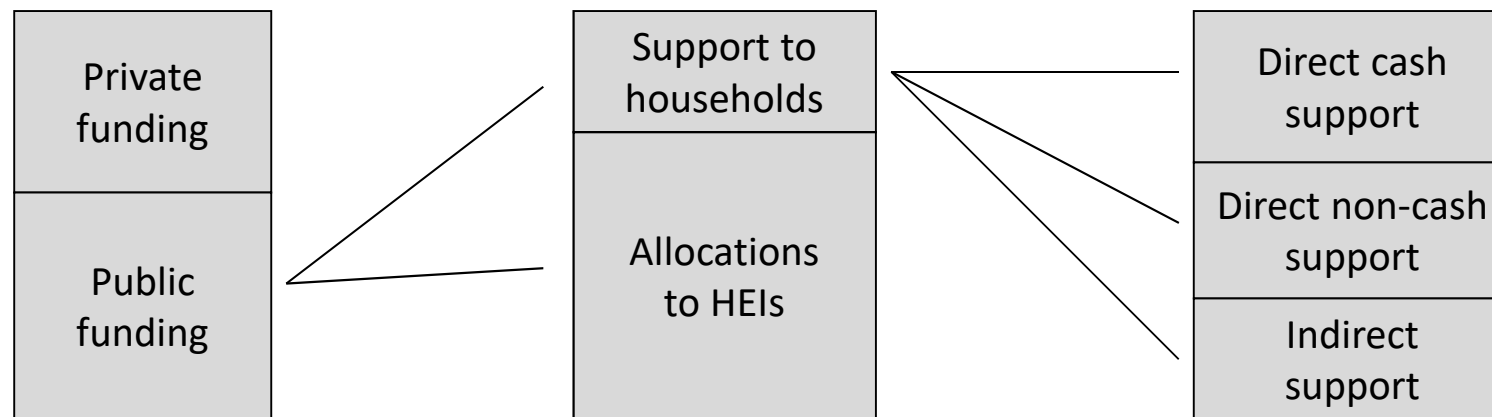 Private
funding
Public
funding
Support to
households
Allocations
to HEIs
Direct cash
support
Direct non-cash
support
Indirect
support